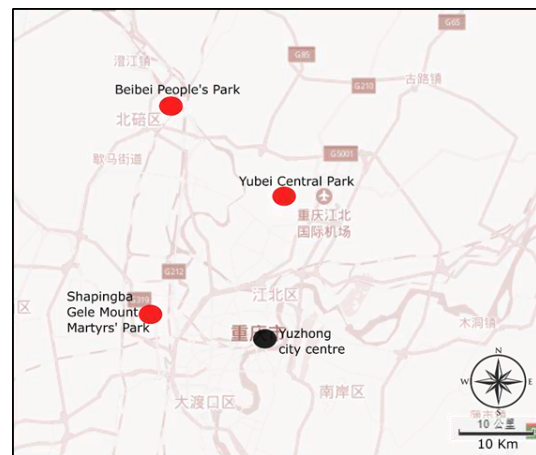 G65
澄江镇
G85
古路镇
G210
Beibei People's Park
北碚区
歇马街道
G5001
Yubei Central Park
重庆江北
国际机场
G212
Shapingba
Gele Mount
Martyrs' Park
G319
江北区
区
木洞镇
重庆市
Yuzhong
city centre
N
W
E
S
大渡口区
南岸区
10 公里
10 Km